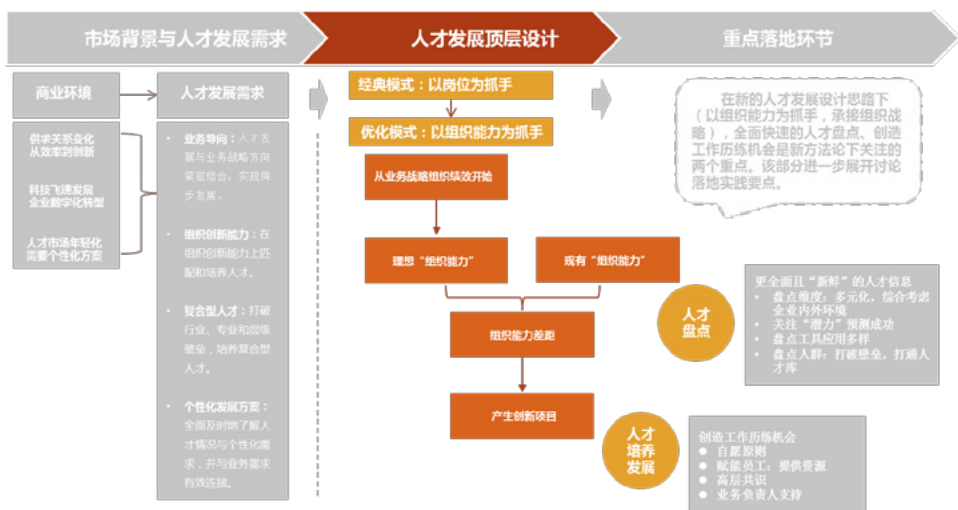 市场背景与人才发展需求
人才发展顶层设计
重点落地环节
商业环境
人才发展需求
供求关系变化
从效率到创新
科技飞速发展
企业数字化转型
人才市场年轻化
需要个性化方案
• 业务导向：人才发
展与业务战略方向
紧密结合，实现同
步发展。
• 组织创新能力：在
组织创新能力上匹
配和培养人才。
• 复合型人才：打破
行业、专业和层级
壁垒，培养复合型
人才。
• 个性化发展方案：
全面及时地了解人
才情况与个性化需
求，并与业务需求
有效连接。
经典模式：以岗位为抓手
优化模式：以组织能力为抓手
从业务战略组织绩效开始
理想“组织能力”
现有“组织能力”
组织能力差距
产生创新项目
在新的人才发展设计思路下
（以组织能力为抓手，承接组织战
略），全面快速的人才盘点、创造
工作历练机会是新方法论下关注的
两个重点。该部分进一步展开讨论
落地实践要点。
人才
盘点
更全面且“新鲜”的人才信息
• 盘点维度：多元化，综合考虑
企业内外环境
• 关注“潜力”预测成功
• 盘点工具应用多样
• 盘点人群：打破壁垒，打通人
才库
人才
培养
发展
创造工作历练机会
• 自愿原则
• 赋能员工：提供资源
• 高层共识
• 业务负责人支持